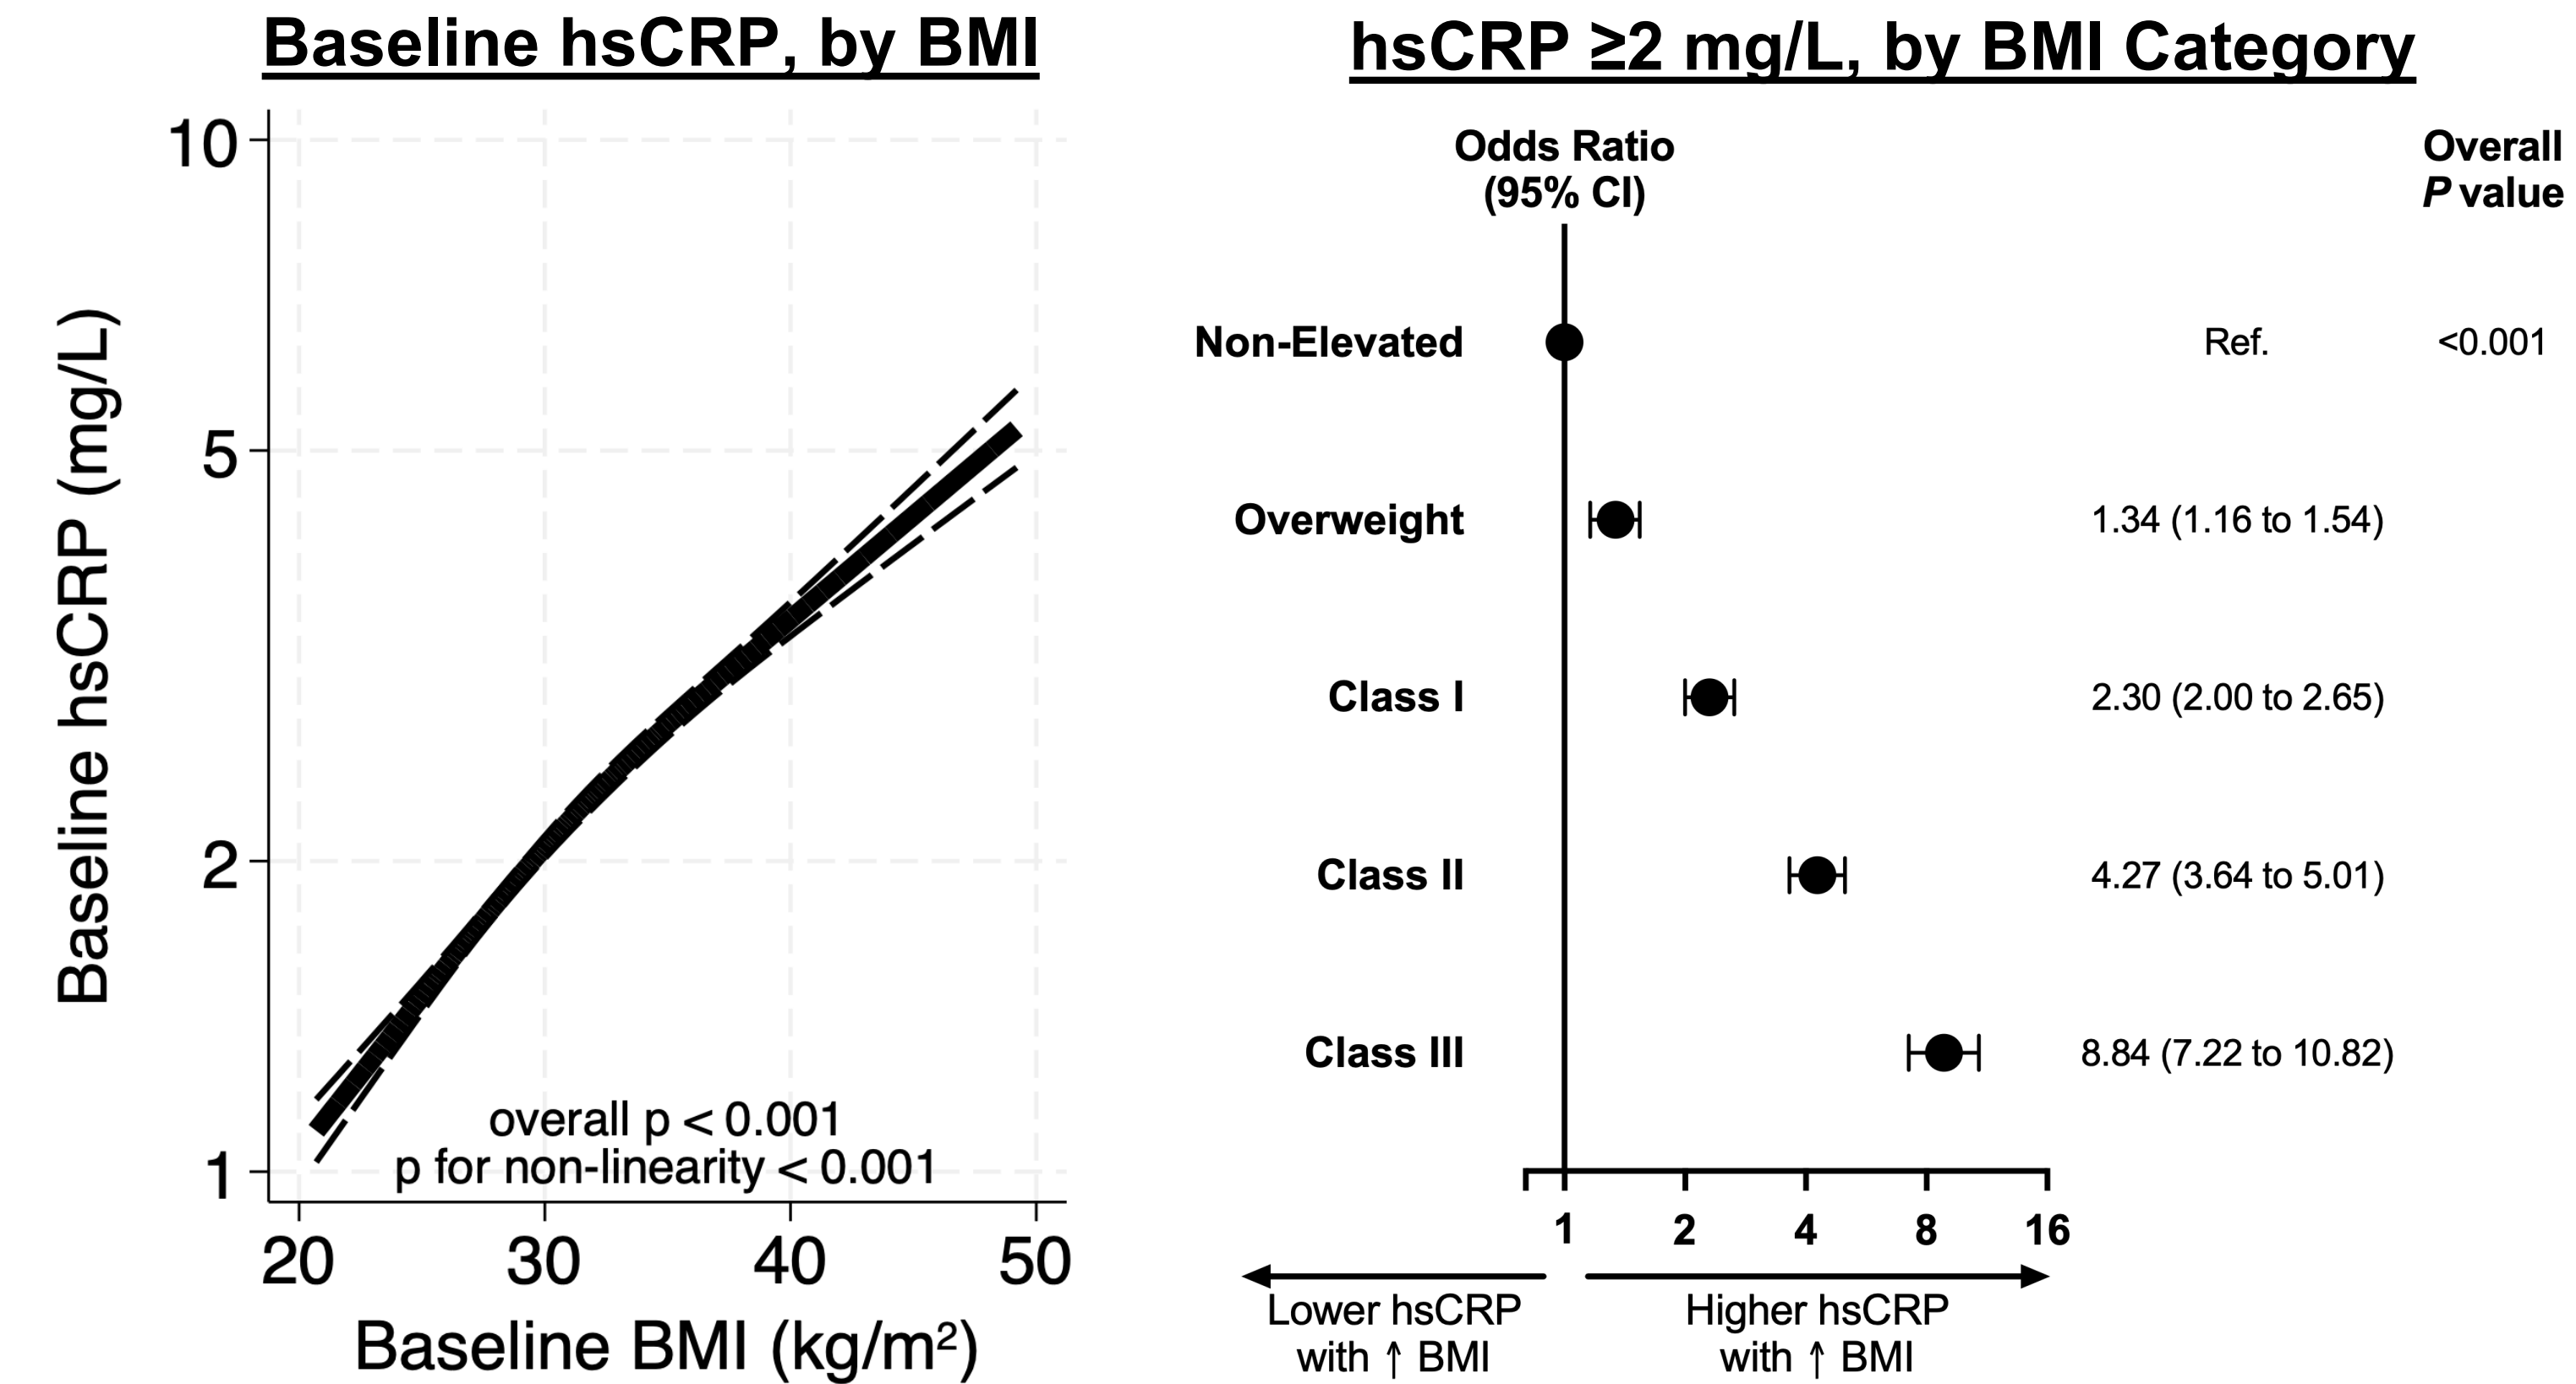 Baseline hsCRP, by BMI
Baseline hsCRP (mg/L)
10
5
2
1
overall p < 0.001
p for non-linearity < 0.001
20 30 40 50
Baseline BMI (kg/m²)
hsCRP ≥2 mg/L, by BMI Category
Odds Ratio
(95% CI)
Overall
P value
Non-Elevated Ref. <0.001
Overweight 1.34 (1.16 to 1.54)
Class I 2.30 (2.00 to 2.65)
Class II 4.27 (3.64 to 5.01)
Class III 8.84 (7.22 to 10.82)
1 2 4 8 16
Lower hsCRP
with ↑ BMI
Higher hsCRP
with ↑ BMI